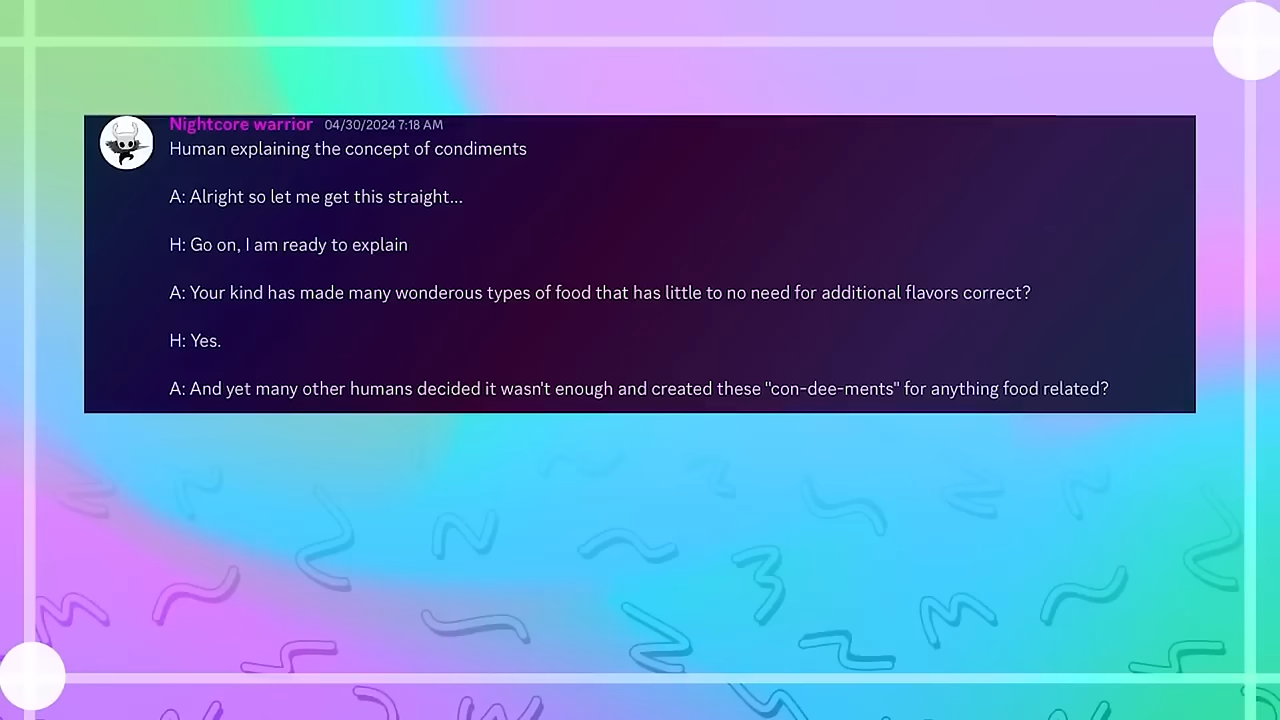 Nightcore warrior 04/30/2024 7:18 AM
Human explaining the concept of condiments
A: Alright so let me get this straight...
H: Go on, I am ready to explain
A: Your kind has made many wonderous types of food that has little to no need for additional flavors correct?
H: Yes.
A: And yet many other humans decided it wasn't enough and created these "con-dee-ments" for anything food related?